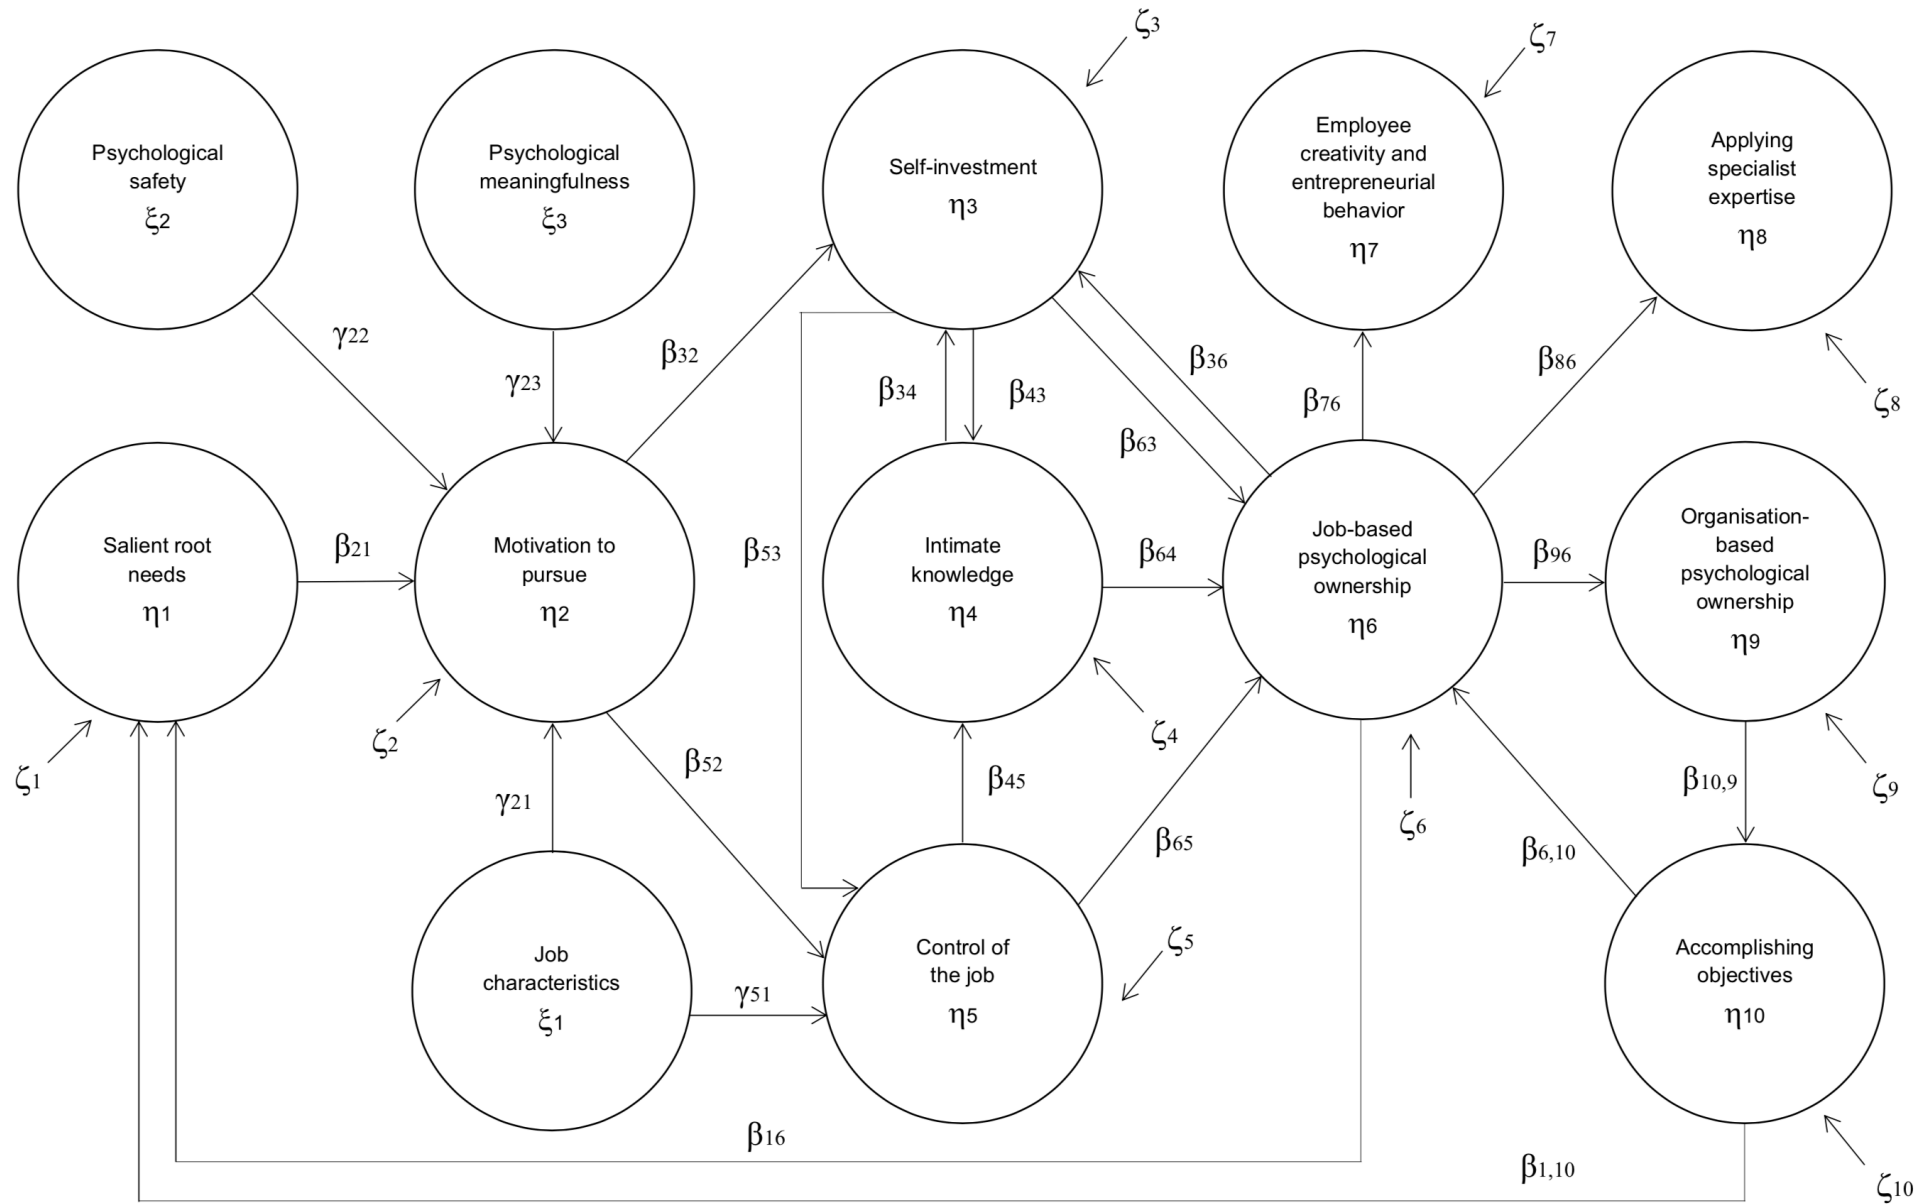 ζ3
ζ7
Psychological
safety
ξ2
Psychological
meaningfulness
ξ3
Self-investment
η3
Employee
creativity and
entrepreneurial
behavior
η7
Applying
specialist
expertise
η8
γ22
γ23
β32
β34
β43
β36
β63
β76
β86
ζ8
Salient root
needs
η1
β21
Motivation to
pursue
η2
β53
Intimate
knowledge
η4
β64
Job-based
psychological
ownership
η6
β96
Organisation-
based
psychological
ownership
η9
ζ1
ζ2
γ21
β52
β45
ζ4
β65
ζ6
β6,10
β10,9
ζ9
Job
characteristics
ξ1
γ51
Control of
the job
η5
ζ5
Accomplishing
objectives
η10
β16
β1,10
ζ10